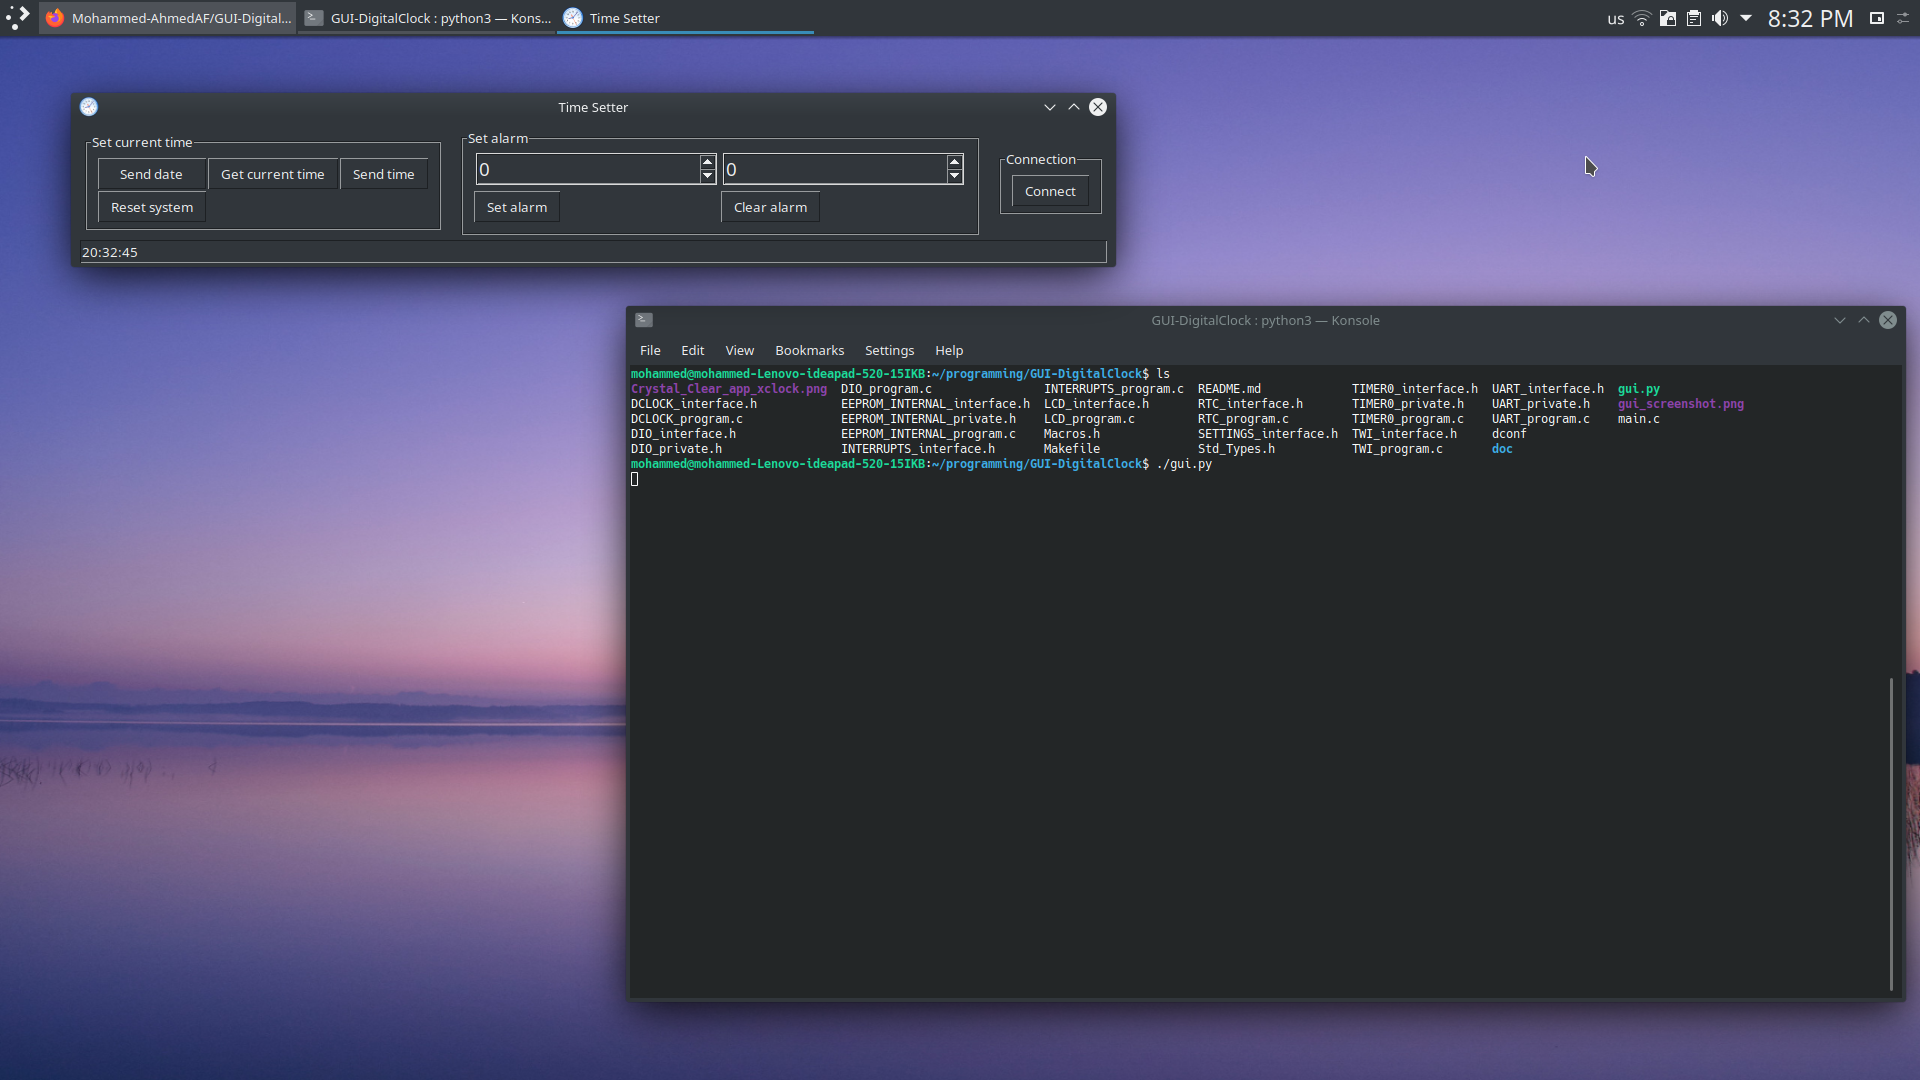 Mohammed-AhmedAF/GUI-Digital...
GUI-DigitalClock : python3 — Kons...
Time Setter
us
8:32 PM
Time Setter
Set current time
Send date
Get current time
Send time
Reset system
Set alarm
0
0
Set alarm
Clear alarm
Connection
Connect
20:32:45
GUI-DigitalClock : python3 — Konsole
File Edit View Bookmarks Settings Help
mohammed@mohammed-Lenovo-ideapad-520-15IKB:~/programming/GUI-DigitalClock$ ls
Crystal_Clear_app_xclock.png DIO_program.c INTERRUPTS_program.c README.md TIMER0_interface.h UART_interface.h gui.py
DCLOCK_interface.h EEPROM_INTERNAL_interface.h LCD_interface.h RTC_interface.h TIMER0_private.h UART_private.h gui_screenshot.png
DCLOCK_program.c EEPROM_INTERNAL_private.h LCD_program.c RTC_program.c TIMER0_program.c UART_program.c main.c
DIO_interface.h EEPROM_INTERNAL_program.c Macros.h SETTINGS_interface.h TWI_interface.h dconf
DIO_private.h INTERRUPTS_interface.h Makefile Std_Types.h TWI_program.c doc
mohammed@mohammed-Lenovo-ideapad-520-15IKB:~/programming/GUI-DigitalClock$ ./gui.py